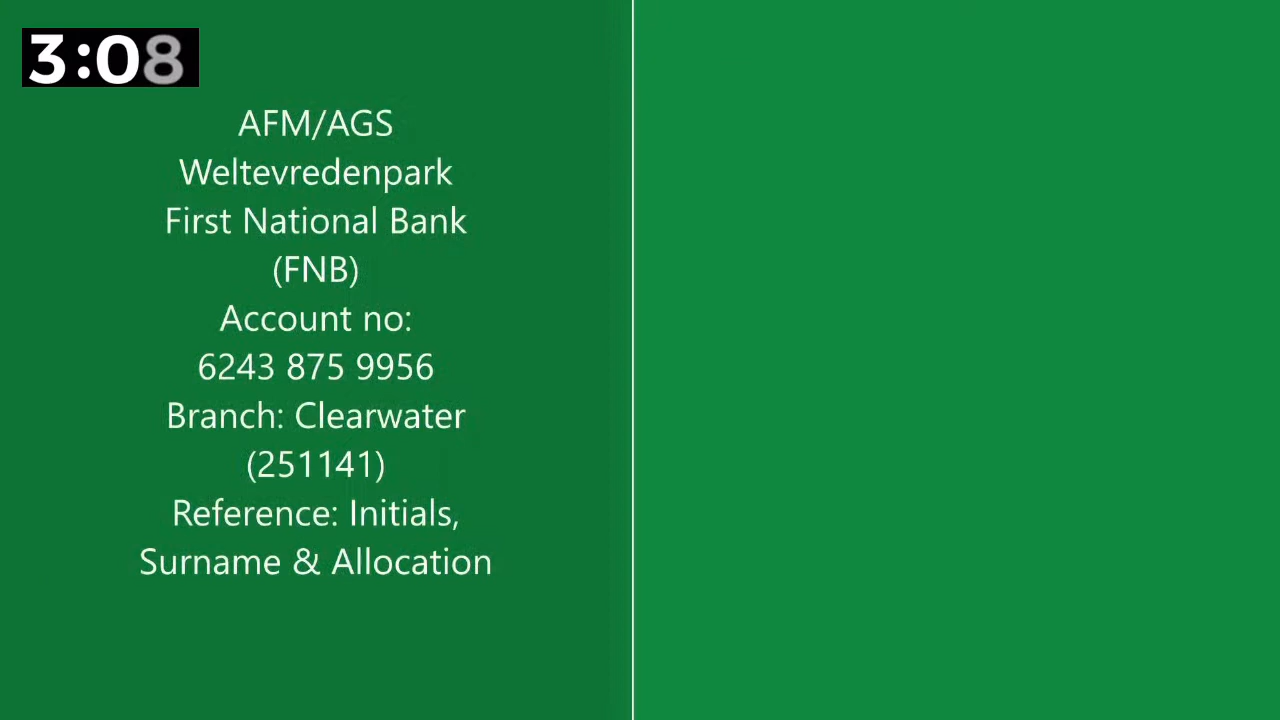 3:08
AFM/AGS
Weltevredenpark
First National Bank
(FNB)
Account no:
6243 875 9956
Branch: Clearwater
(251141)
Reference: Initials,
Surname & Allocation